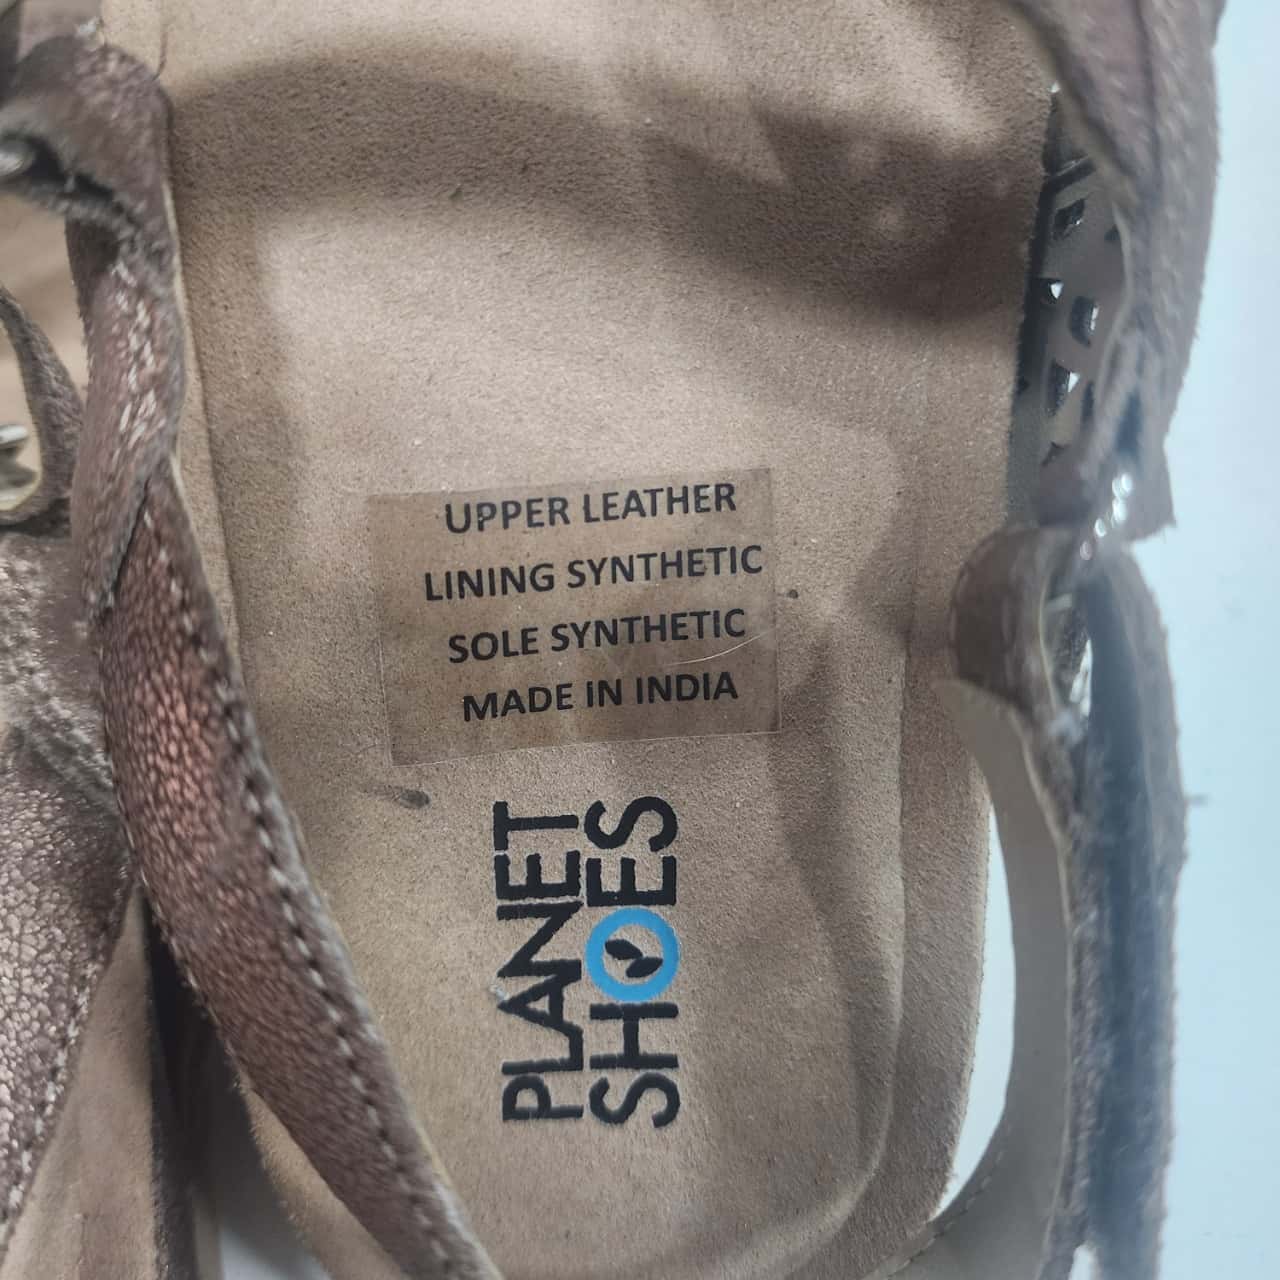 UPPER LEATHER
LINING SYNTHETIC
SOLE SYNTHETIC
MADE IN INDIA
PLANET
SHOES